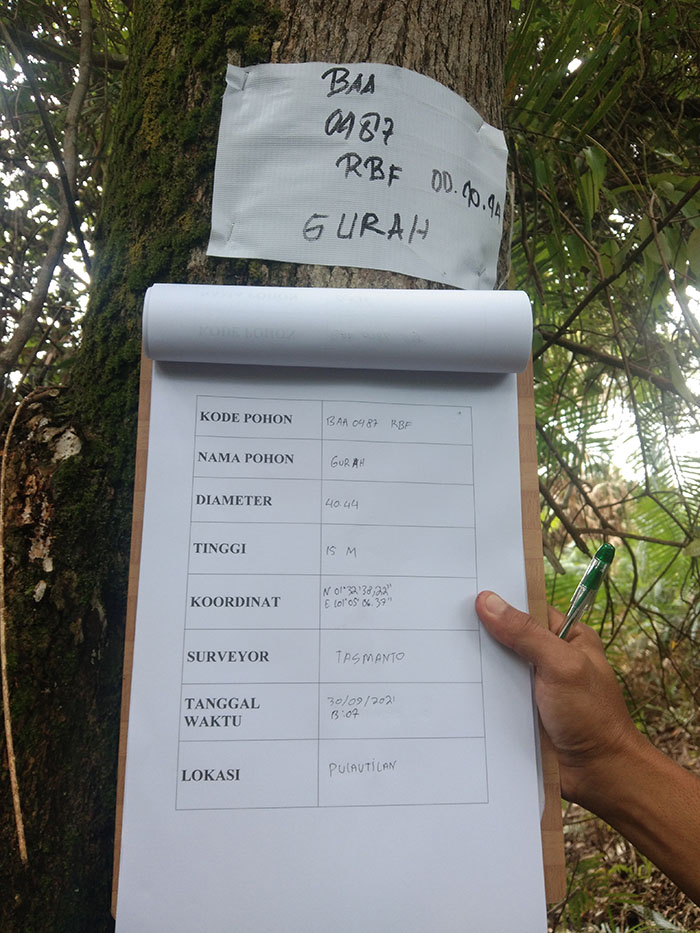 BAA
0487
RBF OD.40.44
GURAH
KODE POHON BAA 0487 RBF
NAMA POHON GURAH
DIAMETER 40.44
TINGGI 15 M
KOORDINAT N 01°32'38,22"
E 101°05'06.37"
SURVEYOR TASMANTO
TANGGAL 30/09/2021
WAKTU 13:07
LOKASI PULAUTILAN